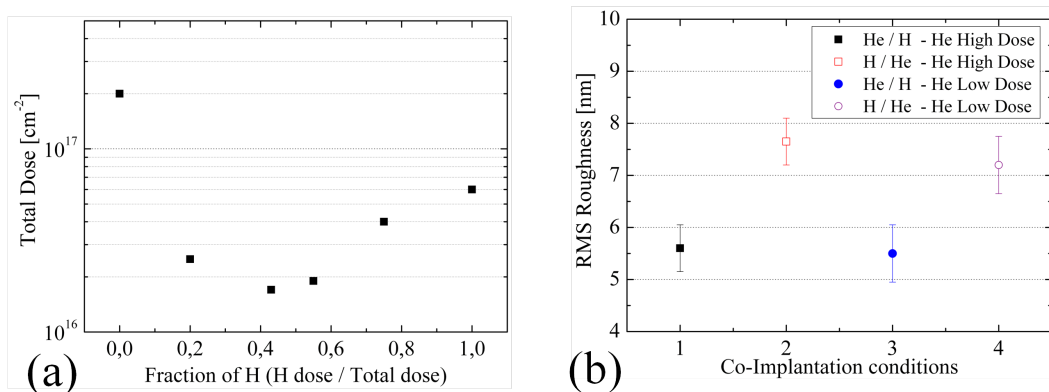 Total Dose [cm⁻²]
10¹⁷
10¹⁶
0,0 0,2 0,4 0,6 0,8 1,0
Fraction of H (H dose / Total dose)
(a)
RMS Roughness [nm]
10
9
8
7
6
5
4
He / H - He High Dose
H / He - He High Dose
He / H - He Low Dose
H / He - He Low Dose
1 2 3 4
Co-Implantation conditions
(b)